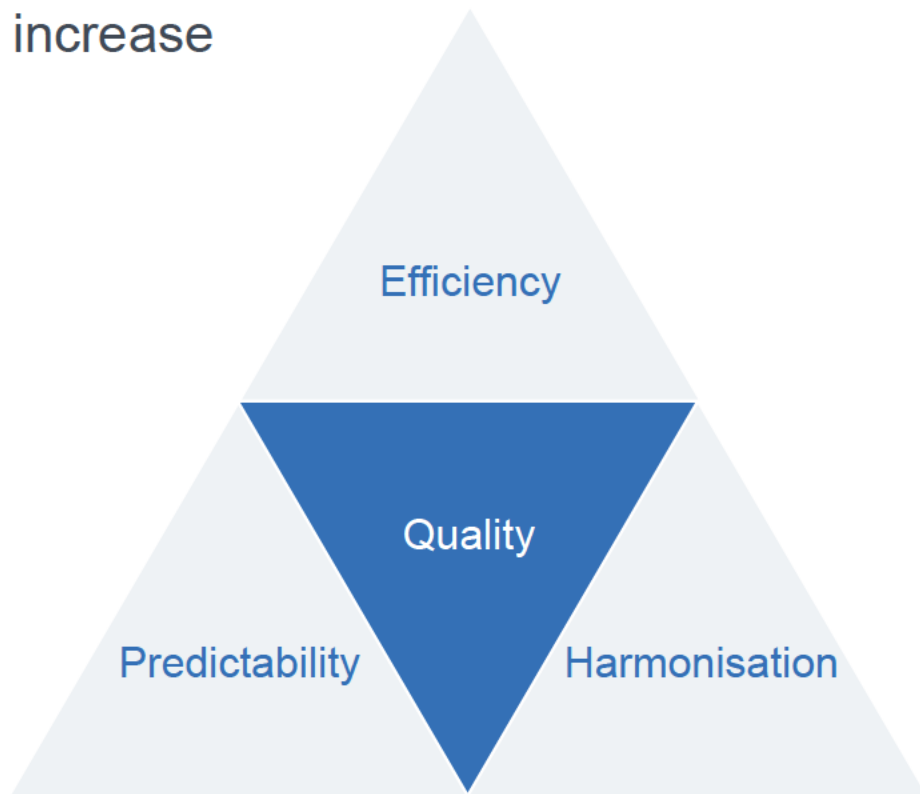 increase
Efficiency
Quality
Predictability
Harmonisation